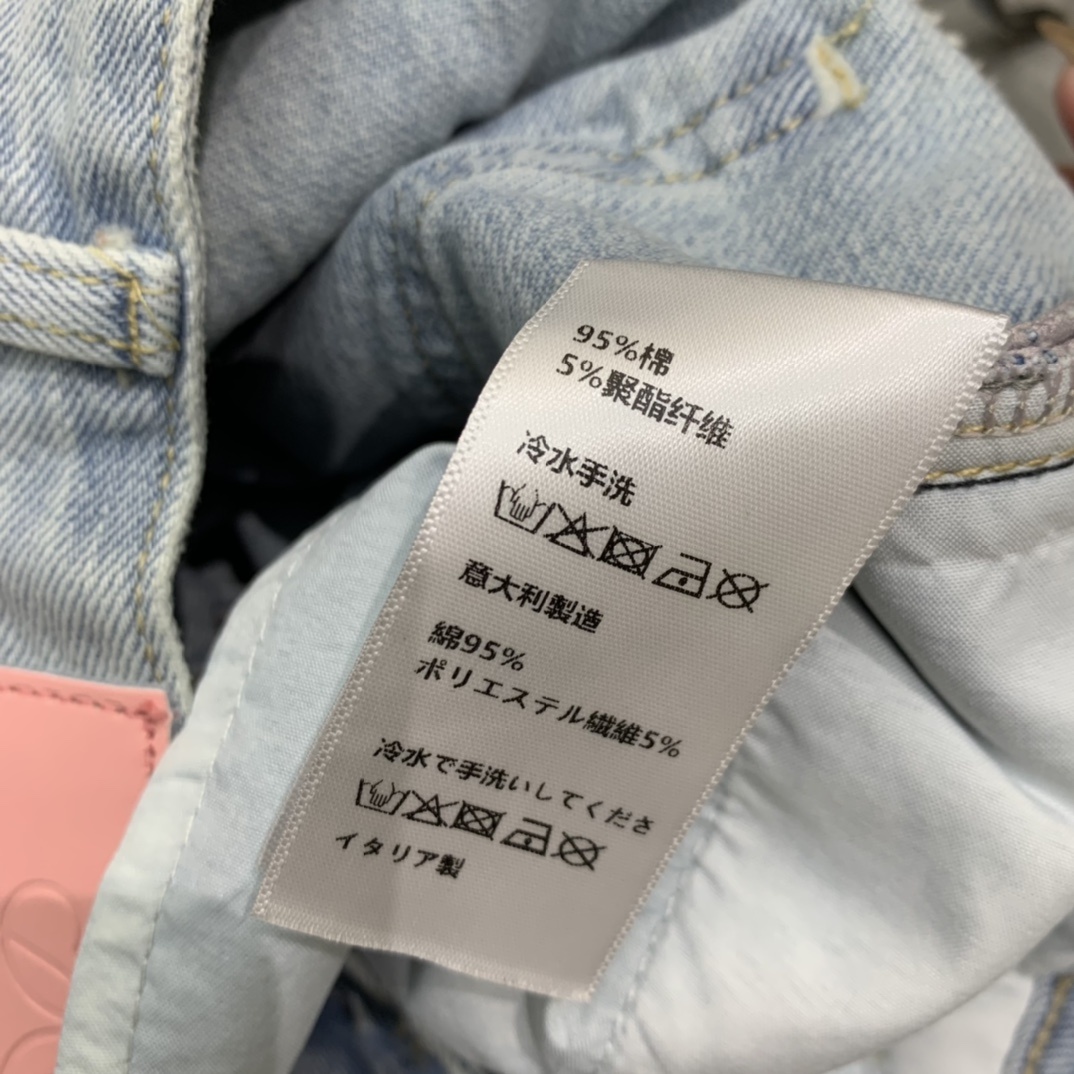 95%棉
5%聚酯纤维
冷水手洗
意大利製造
綿95%
ポリエステル繊維5%
冷水で手洗いしてくださ
イタリア製